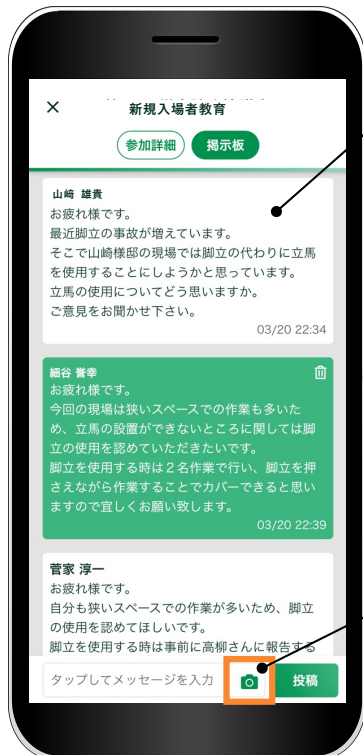 新規入場者教育
参加詳細
掲示板
山﨑 雄貴
お疲れ様です。
最近脚立の事故が増えています。
そこで山崎様邸の現場では脚立の代わりに立馬
を使用することにしようかと思っています。
立馬の使用についてどう思いますか。
ご意見をお聞かせ下さい。
03/20 22:34
細谷 誉幸
お疲れ様です。
今回の現場は狭いスペースでの作業も多いた
め、立馬の設置ができないところに関しては脚
立の使用を認めていただきたいです。
脚立を使用する時は２名作業で行い、脚立を押
さえながら作業することでカバーできると思い
ますので宜しくお願い致します。
03/20 22:39
菅家 淳一
お疲れ様です。
自分も狭いスペースでの作業が多いため、脚立
の使用を認めてほしいです。
脚立を使用する時は事前に高柳さんに報告する
タップしてメッセージを入力
投稿